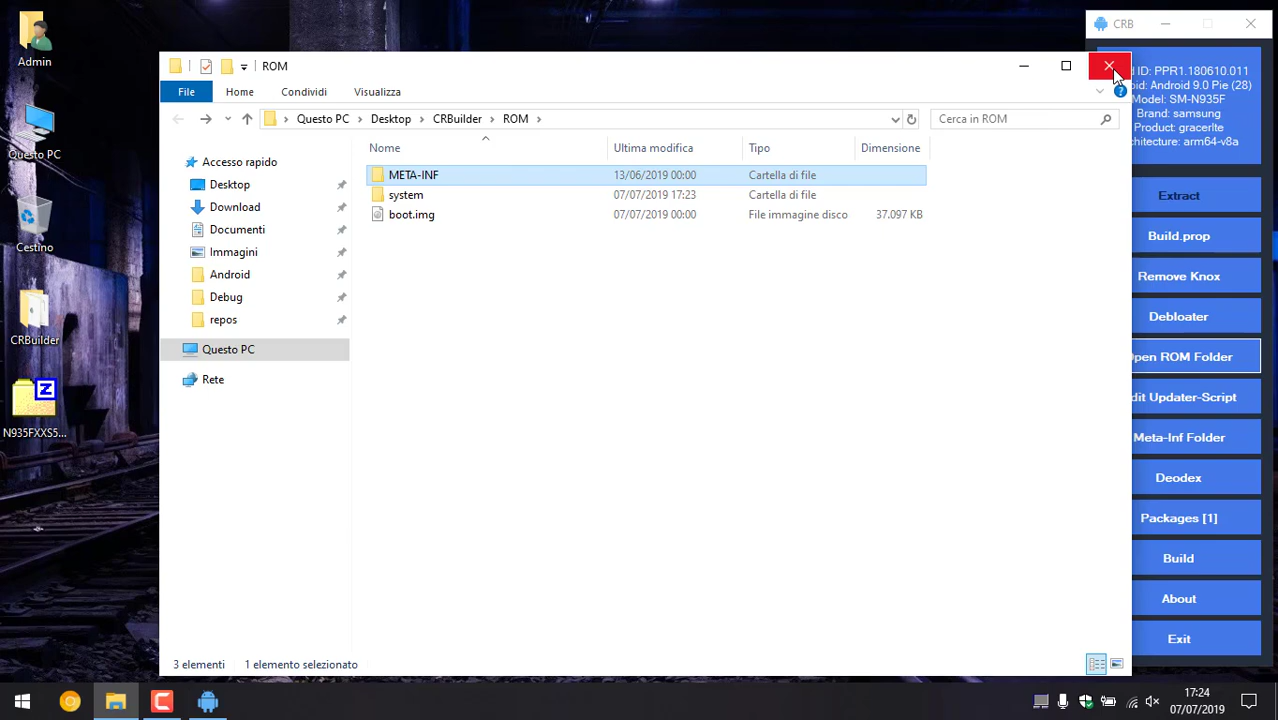 Admin
Questo PC
Cestino
CRBuilder
N935FXXS5...
ROM
File
Home
Condividi
Visualizza
Questo PC
Desktop
CRBuilder
ROM
Cerca in ROM
Nome
Ultima modifica
Tipo
Dimensione
META-INF 13/06/2019 00:00 Cartella di file
system 07/07/2019 17:23 Cartella di file
boot.img 07/07/2019 00:00 File immagine disco 37.097 KB
Accesso rapido
Desktop
Download
Documenti
Immagini
Android
Debug
repos
Questo PC
Rete
3 elementi 1 elemento selezionato
CRB
ID: PPR1.180610.011
oid: Android 9.0 Pie (28)
Model: SM-N935F
Brand: samsung
Product: gracerlte
chitecture: arm64-v8a
Extract
Build.prop
Remove Knox
Debloater
pen ROM Folder
dit Updater-Script
Meta-Inf Folder
Deodex
Packages [1]
Build
About
Exit
17:24
07/07/2019